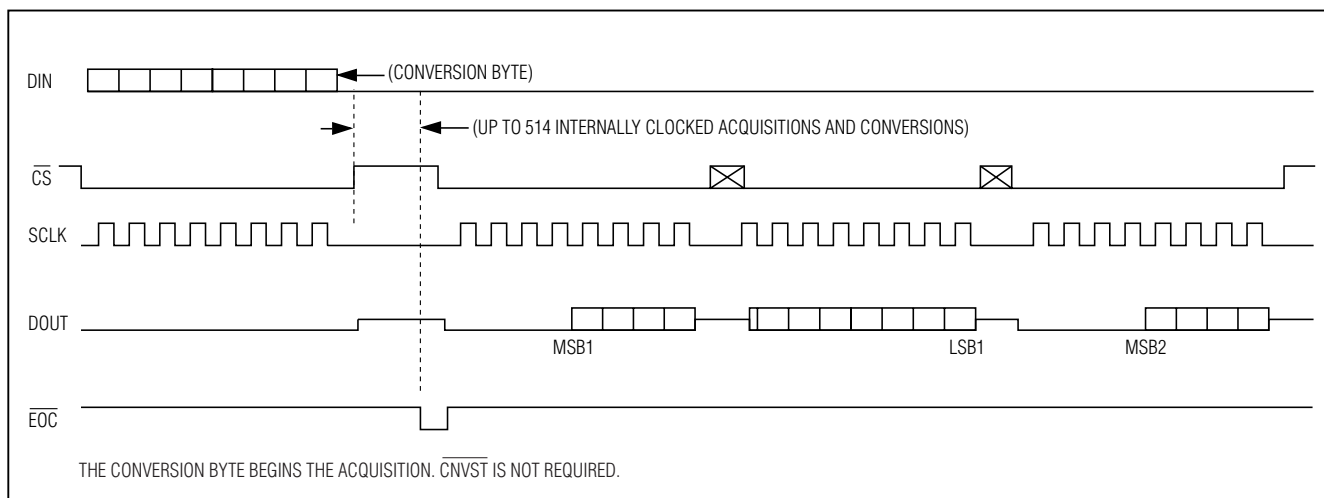 DIN
(CONVERSION BYTE)
(UP TO 514 INTERNALLY CLOCKED ACQUISITIONS AND CONVERSIONS)
CS
SCLK
DOUT
MSB1
LSB1
MSB2
EOC
THE CONVERSION BYTE BEGINS THE ACQUISITION. CNVST IS NOT REQUIRED.